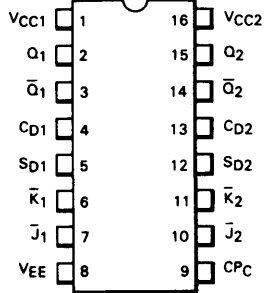 VCC1 1 16 VCC2
Q1 2 15 Q2
Q̅1 3 14 Q̅2
CD1 4 13 CD2
SD1 5 12 SD2
K̅1 6 11 K̅2
J̅1 7 10 J̅2
VEE 8 9 CPC